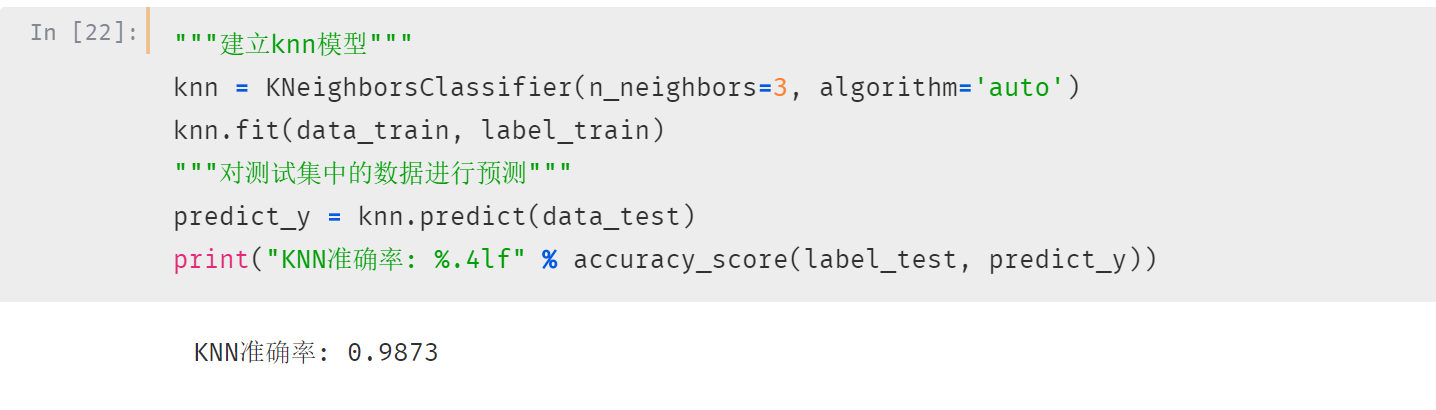 In [22]:
"""建立knn模型"""
knn = KNeighborsClassifier(n_neighbors=3, algorithm='auto')
knn.fit(data_train, label_train)
"""对测试集中的数据进行预测"""
predict_y = knn.predict(data_test)
print("KNN准确率: %.4lf" % accuracy_score(label_test, predict_y))
KNN准确率: 0.9873